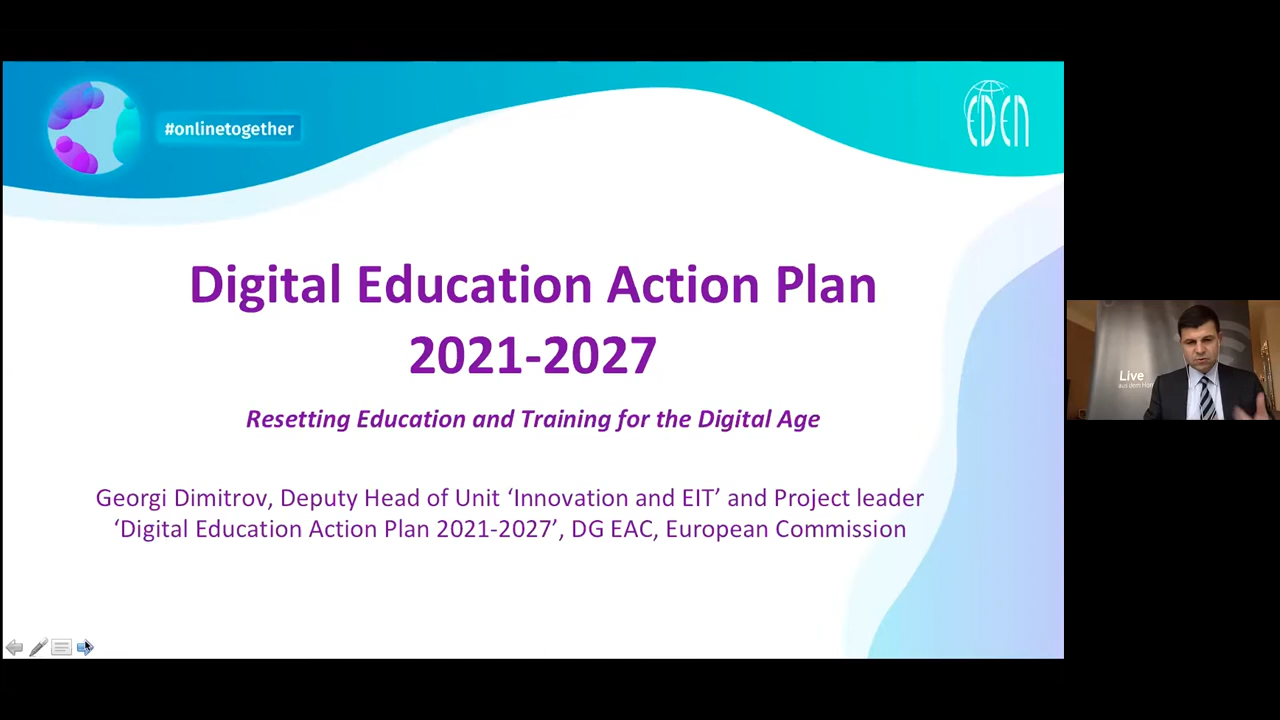 #onlinetogether
EDEN
Digital Education Action Plan
2021-2027
Resetting Education and Training for the Digital Age
Georgi Dimitrov, Deputy Head of Unit ‘Innovation and EIT’ and Project leader
‘Digital Education Action Plan 2021-2027’, DG EAC, European Commission
Live
aus dem